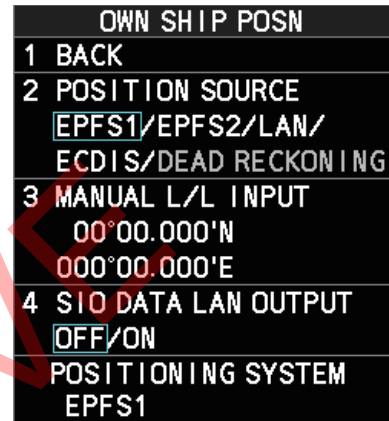 OWN SHIP POSN
1 BACK
2 POSITION SOURCE
EPFS1/EPFS2/LAN/
ECDIS/DEAD RECKONING
3 MANUAL L/L INPUT
00°00.000'N
000°00.000'E
4 SIO DATA LAN OUTPUT
OFF/ON
POSITIONING SYSTEM
EPFS1